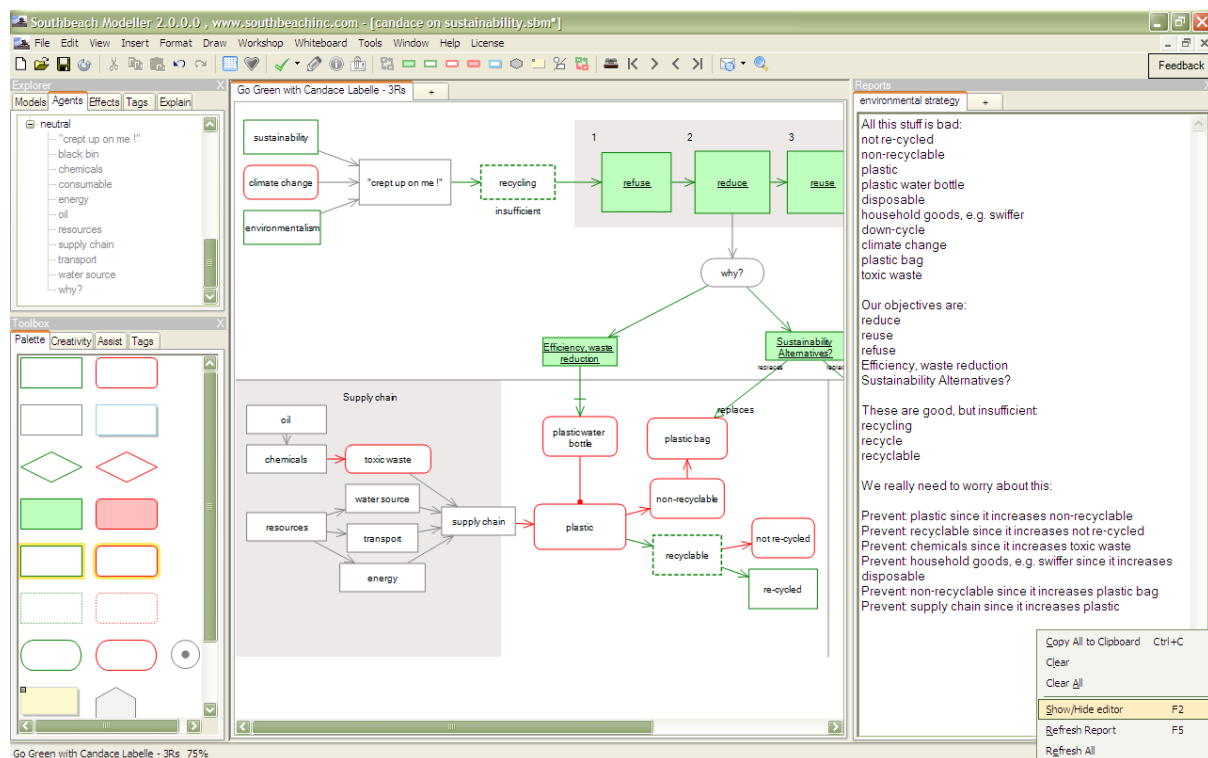 Southbeach Modeller 2.0.0.0 , www.southbeachinc.com - [candace on sustainability.sbm*]
File Edit View Insert Format Draw Workshop Whiteboard Tools Window Help License
Feedback
Explorer X
Models Agents Effects Tags Explain
neutral
"crept up on me !"
black bin
chemicals
consumable
energy
oil
resources
supply chain
transport
water source
why?
Toolbox X
Palette Creativity Assist Tags
Go Green with Candace Labelle - 3Rs +
1 2 3
sustainability
climate change
environmentalism
"crept up on me !"
recycling
insufficient
refuse
reduce
reuse
why?
Efficiency, waste
reduction
Sustainability
Alternatives?
replaces
replaces
Supply chain
oil
chemicals
toxic waste
water source
resources
transport
energy
supply chain
plastic water
bottle
plastic bag
plastic
non-recyclable
recyclable
not re-cycled
re-cycled
Reports
environmental strategy +
All this stuff is bad:
not re-cycled
non-recyclable
plastic
plastic water bottle
disposable
household goods, e.g. swiffer
down-cycle
climate change
plastic bag
toxic waste
Our objectives are:
reduce
reuse
refuse
Efficiency, waste reduction
Sustainability Alternatives?
These are good, but insufficient:
recycling
recycle
recyclable
We really need to worry about this:
Prevent: plastic since it increases non-recyclable
Prevent: recyclable since it increases not re-cycled
Prevent: chemicals since it increases toxic waste
Prevent: household goods, e.g. swiffer since it increases
disposable
Prevent: non-recyclable since it increases plastic bag
Prevent: supply chain since it increases plastic
Copy All to Clipboard Ctrl+C
Clear
Clear All
Show/Hide editor F2
Refresh Report F5
Refresh All
Go Green with Candace Labelle - 3Rs 75%